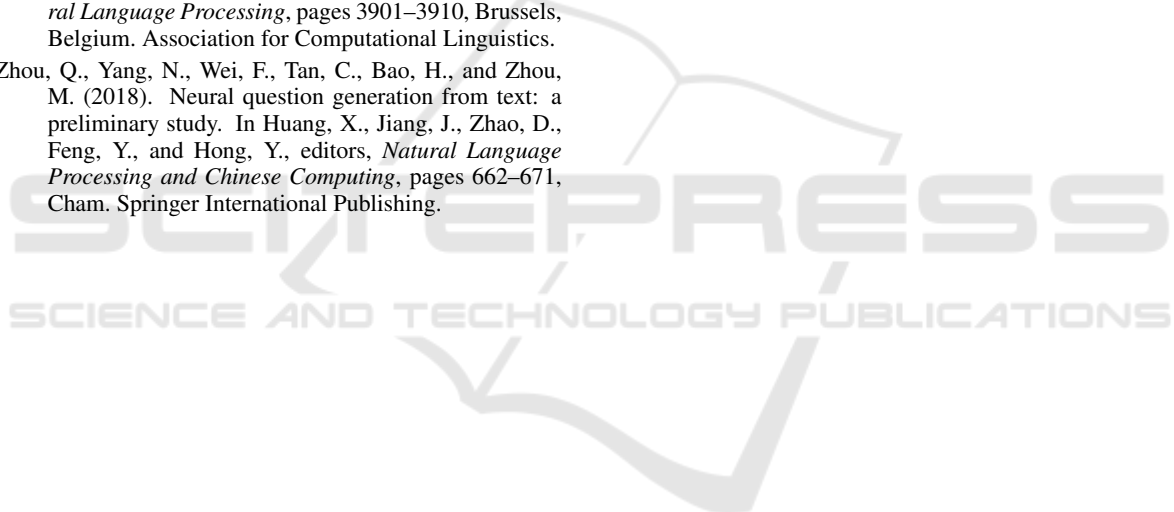 ral Language Processing, pages 3901–3910, Brussels,
Belgium. Association for Computational Linguistics.
Zhou, Q., Yang, N., Wei, F., Tan, C., Bao, H., and Zhou,
M. (2018). Neural question generation from text: a
preliminary study. In Huang, X., Jiang, J., Zhao, D.,
Feng, Y., and Hong, Y., editors, Natural Language
Processing and Chinese Computing, pages 662–671,
Cham. Springer International Publishing.
SCITEPRESS
SCIENCE AND TECHNOLOGY PUBLICATIONS